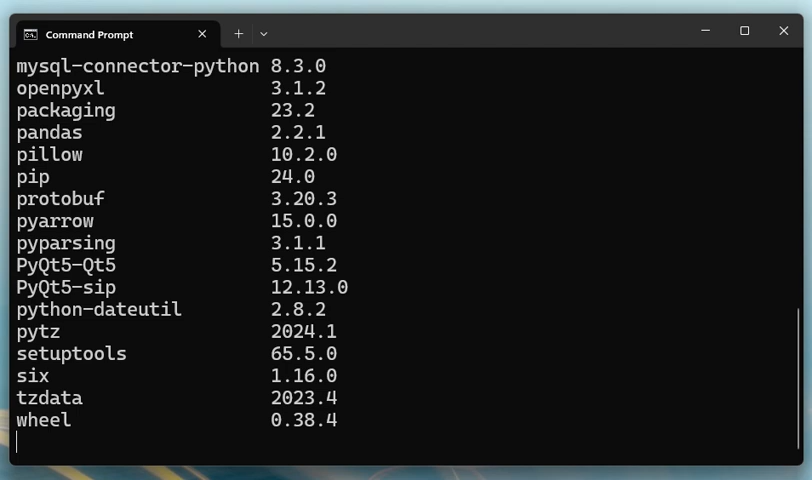 Command Prompt
mysql-connector-python 8.3.0
openpyxl 3.1.2
packaging 23.2
pandas 2.2.1
pillow 10.2.0
pip 24.0
protobuf 3.20.3
pyarrow 15.0.0
pyparsing 3.1.1
PyQt5-Qt5 5.15.2
PyQt5-sip 12.13.0
python-dateutil 2.8.2
pytz 2024.1
setuptools 65.5.0
six 1.16.0
tzdata 2023.4
wheel 0.38.4